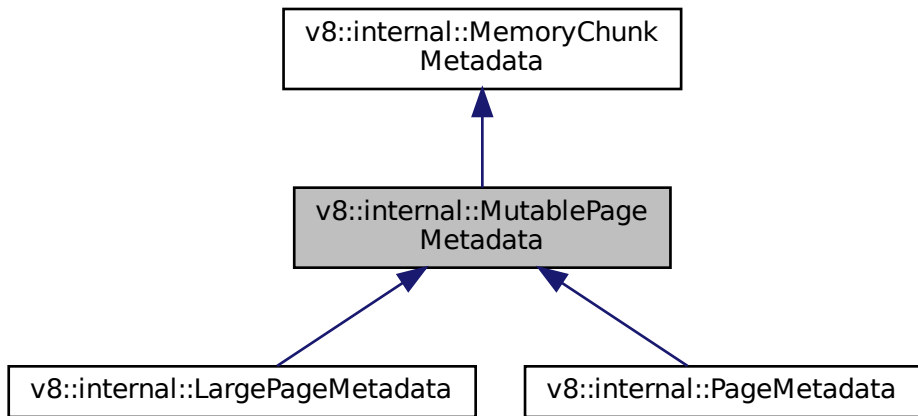 v8::internal::MemoryChunk
Metadata
v8::internal::MutablePage
Metadata
v8::internal::LargePageMetadata
v8::internal::PageMetadata